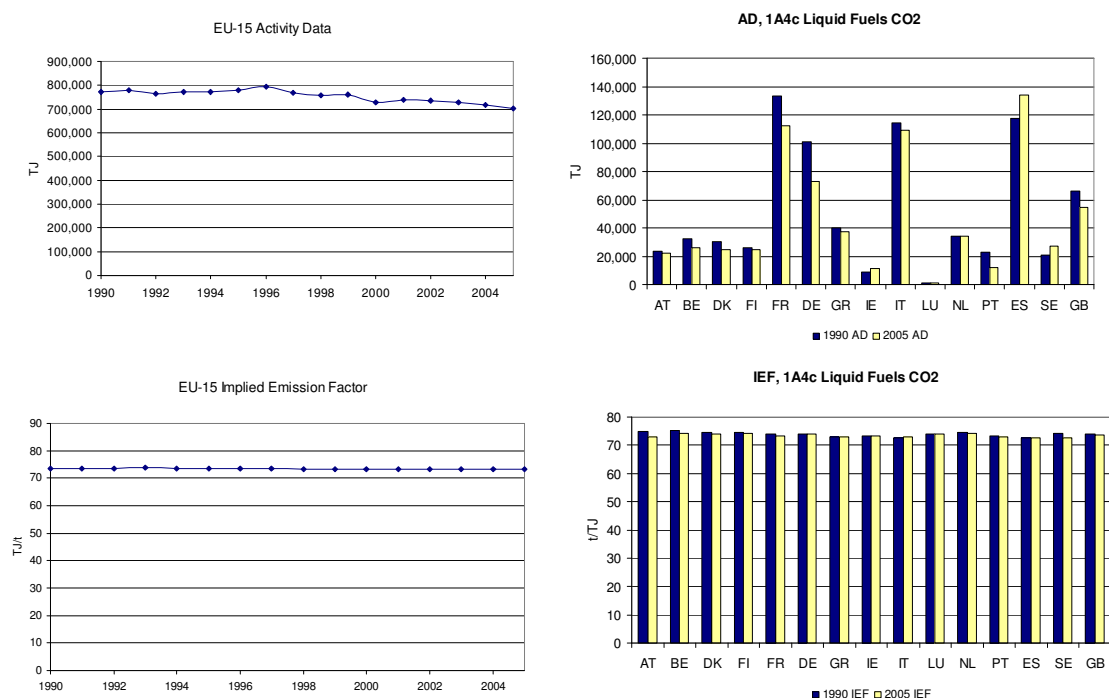 EU-15 Activity Data
900,000
800,000
700,000
600,000
500,000
400,000
300,000
200,000
100,000
0
TJ
1990 1992 1994 1996 1998 2000 2002 2004
AD, 1A4c Liquid Fuels CO2
160,000
140,000
120,000
100,000
80,000
60,000
40,000
20,000
0
TJ
AT BE DK FI FR DE GR IE IT LU NL PT ES SE GB
1990 AD 2005 AD
EU-15 Implied Emission Factor
90
80
70
60
50
40
30
20
10
0
TJ/t
1990 1992 1994 1996 1998 2000 2002 2004
IEF, 1A4c Liquid Fuels CO2
80
70
60
50
40
30
20
10
0
t/TJ
AT BE DK FI FR DE GR IE IT LU NL PT ES SE GB
1990 IEF 2005 IEF